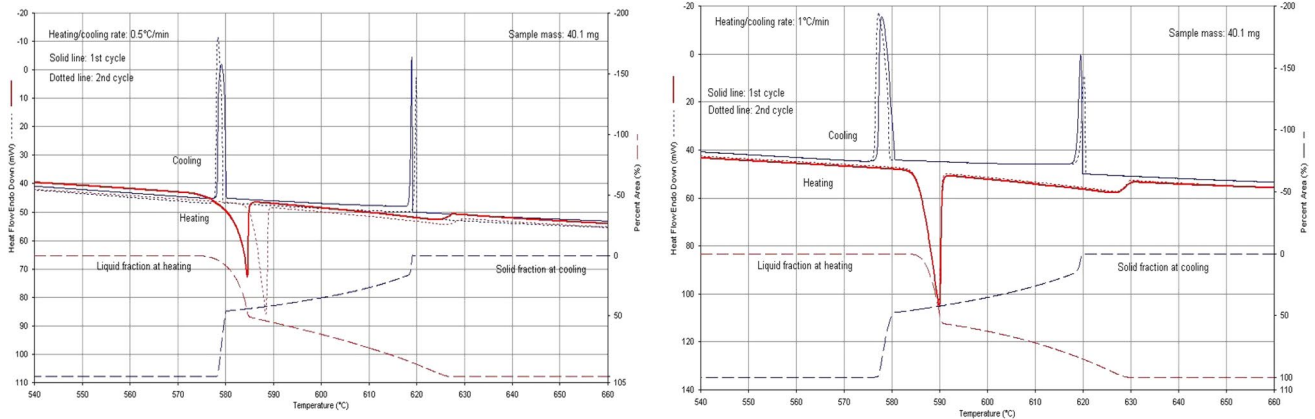 Heating/cooling rate: 0.5°C/min
Sample mass: 40.1 mg
Solid line: 1st cycle
Dotted line: 2nd cycle
Cooling
Heating
Liquid fraction at heating
Solid fraction at cooling
Heat Flow Endo Down (mW)
-20
-10
0
10
20
30
40
50
60
70
80
90
100
110
540
550
560
570
580
590
600
610
620
630
640
650
660
Temperature (°C)
-200
-150
-100
-50
0
50
105
Percent Area (%)
Heating/cooling rate: 1°C/min
Sample mass: 40.1 mg
Solid line: 1st cycle
Dotted line: 2nd cycle
Cooling
Heating
Liquid fraction at heating
Solid fraction at cooling
Heat Flow Endo Down (mW)
-20
0
20
40
60
80
100
120
140
540
550
560
570
580
590
600
610
620
630
640
650
660
Temperature (°C)
-200
-150
-100
-50
0
50
100
110
Percent Area (%)